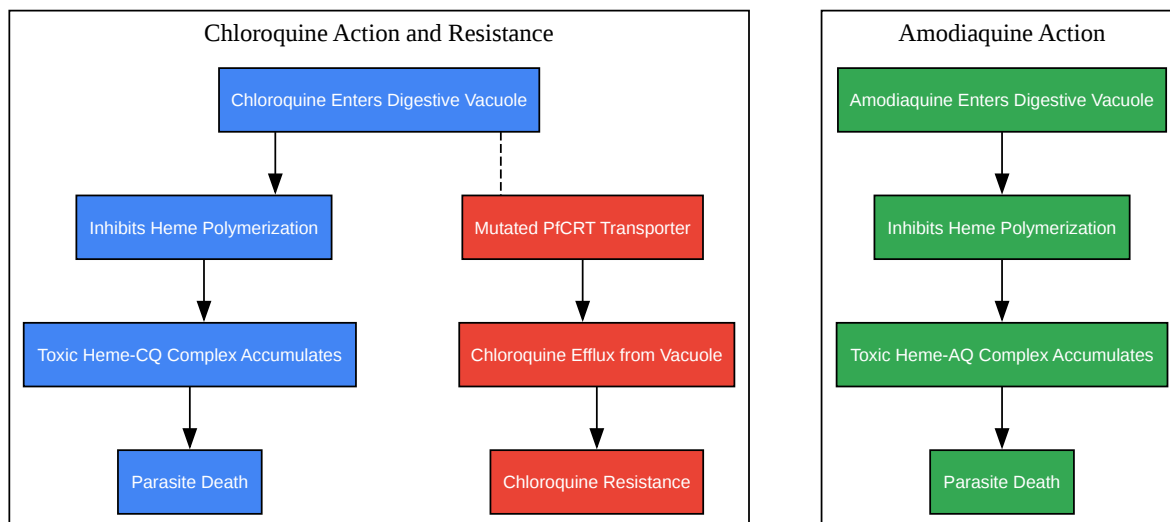 Chloroquine Action and Resistance
Chloroquine Enters Digestive Vacuole
Inhibits Heme Polymerization
Mutated PfCRT Transporter
Toxic Heme-CQ Complex Accumulates
Chloroquine Efflux from Vacuole
Parasite Death
Chloroquine Resistance
Amodiaquine Action
Amodiaquine Enters Digestive Vacuole
Inhibits Heme Polymerization
Toxic Heme-AQ Complex Accumulates
Parasite Death